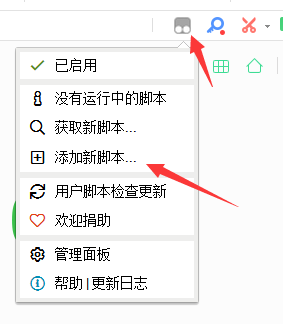 已启用
没有运行中的脚本
获取新脚本...
添加新脚本...
用户脚本检查更新
欢迎捐助
管理面板
帮助 | 更新日志